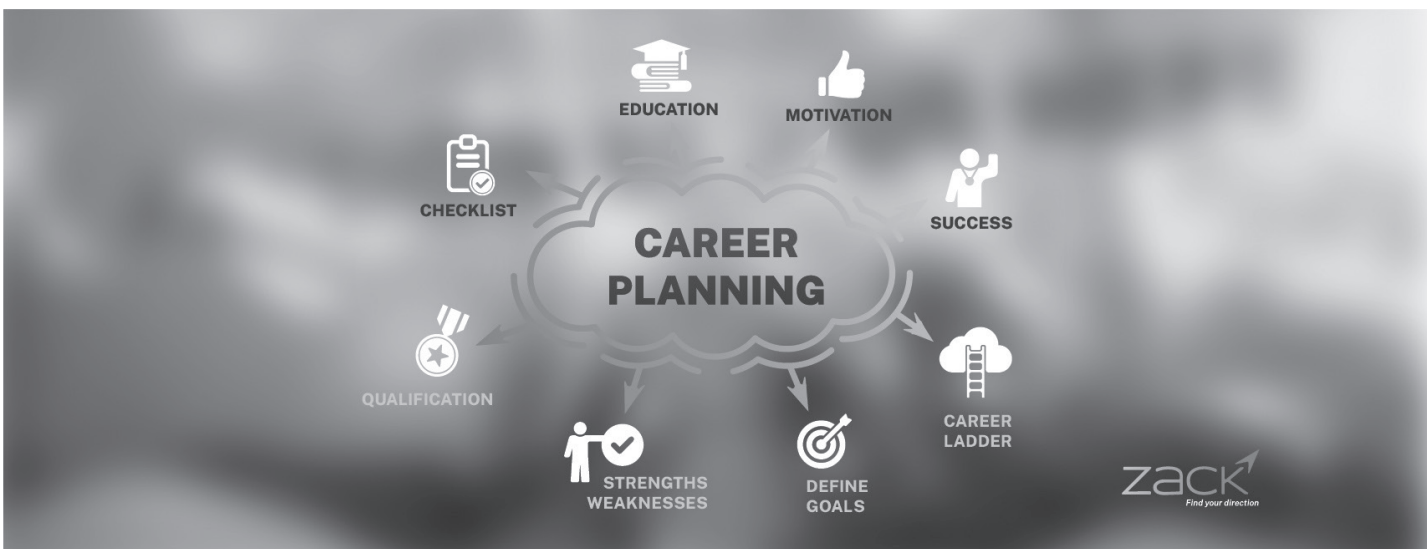 EDUCATION
MOTIVATION
CHECKLIST
SUCCESS
CAREER
PLANNING
QUALIFICATION
CAREER
LADDER
STRENGTHS
WEAKNESSES
DEFINE
GOALS
zack
Find your direction